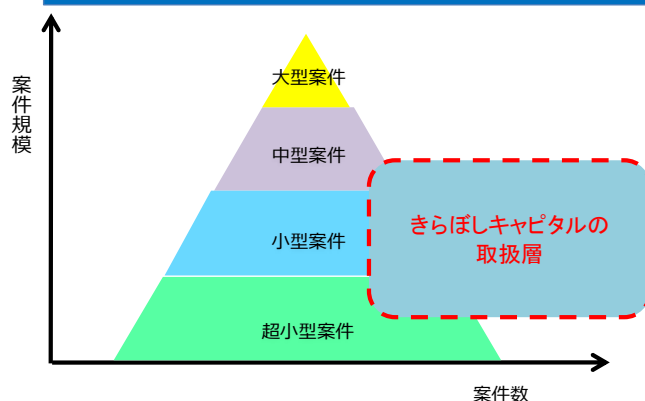 案件規模
大型案件
中型案件
小型案件
超小型案件
きらぼしキャピタルの
取扱層
案件数